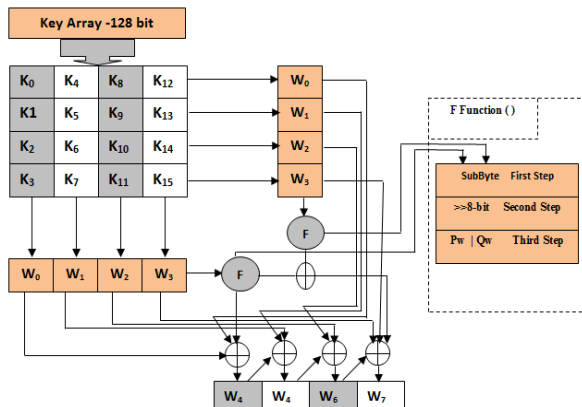 Key Array -128 bit
K0 K4 K8 K12
K1 K5 K9 K13
K2 K6 K10 K14
K3 K7 K11 K15
W0
W1
W2
W3
F Function ( )
SubByte First Step
>>8-bit Second Step
Pw | Qw Third Step
F
W0 W1 W2 W3
F
W4 W4 W6 W7